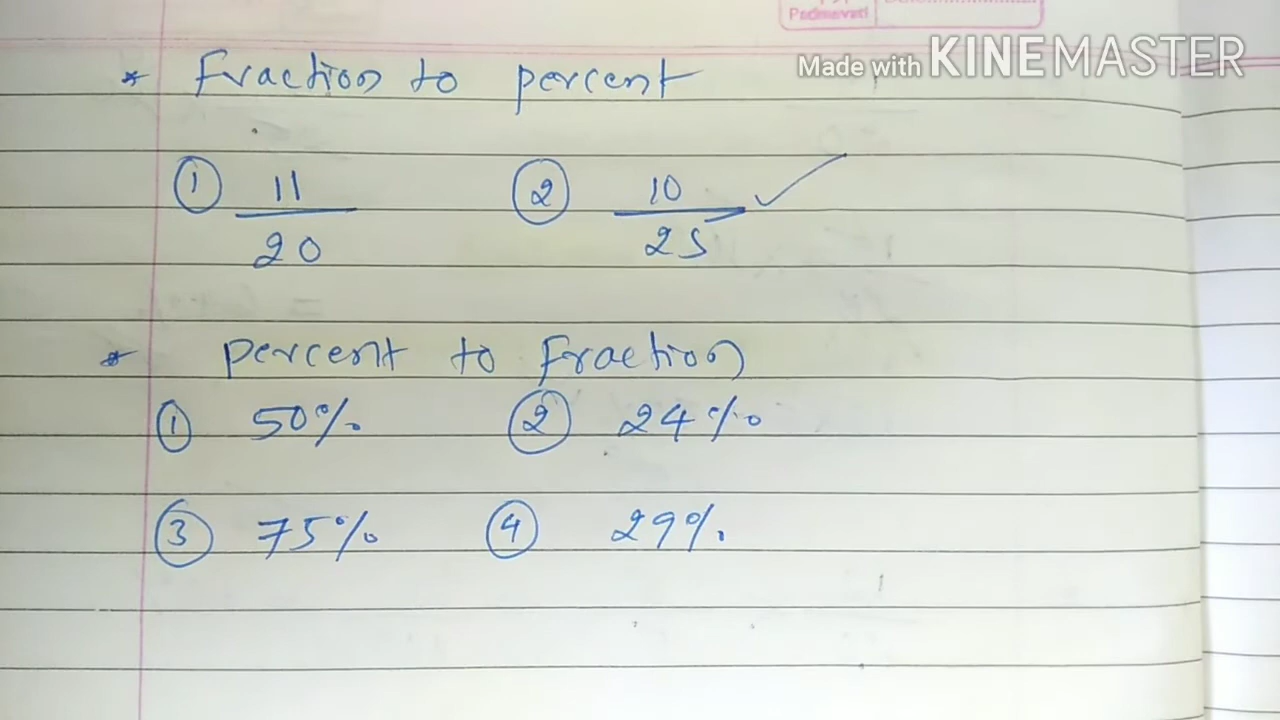 Padmavati
Made with KINEMASTER
* Fraction to percent
① 11/20 ② 10/25 ✓
* percent to Fraction
① 50% ② 24%
③ 75% ④ 29%